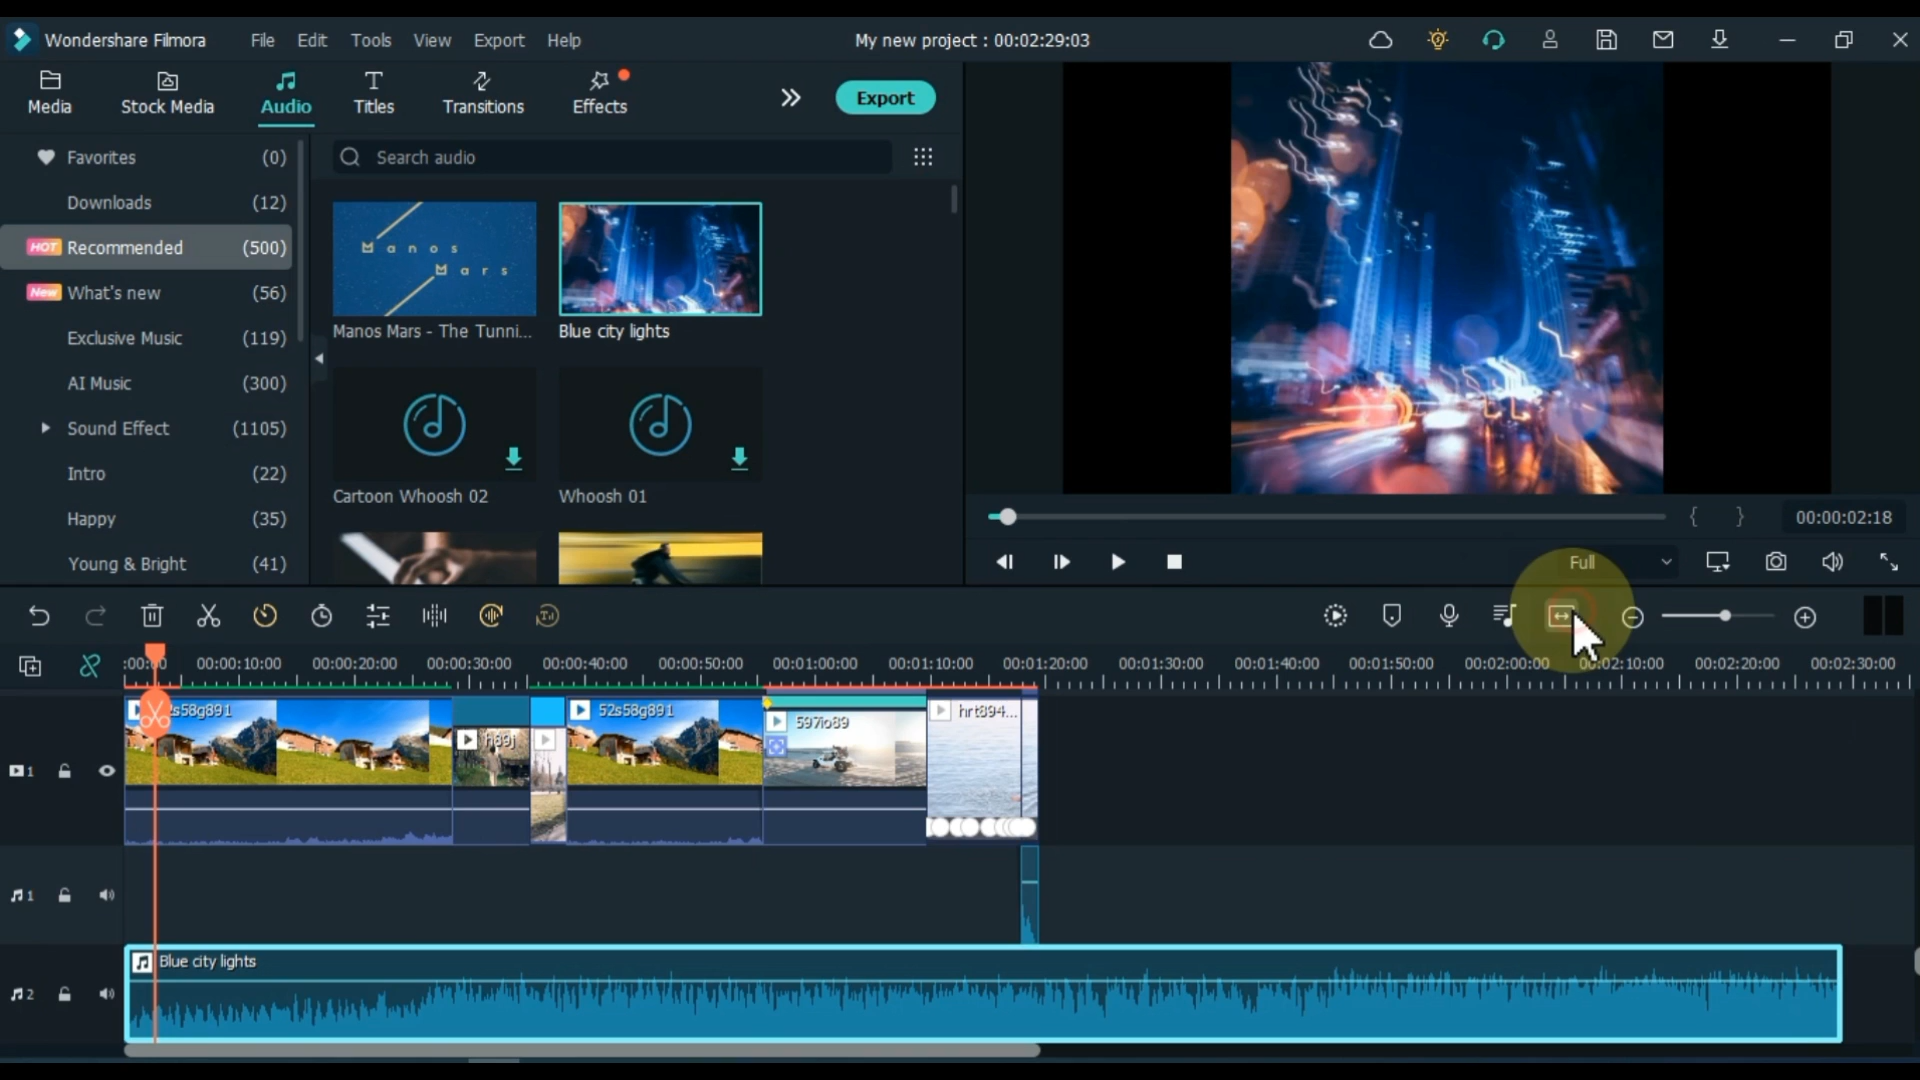 Wondershare Filmora File Edit Tools View Export Help My new project : 00:02:29:03
Media Stock Media Audio Titles Transitions Effects Export
Favorites (0)
Downloads (12)
HOT Recommended (500)
New What's new (56)
Exclusive Music (119)
AI Music (300)
Sound Effect (1105)
Intro (22)
Happy (35)
Young & Bright (41)
Search audio
Manos
Mars
Manos Mars - The Tunni... Blue city lights
Cartoon Whoosh 02 Whoosh 01
{ } 00:00:02:18
Full
:00:00 00:00:10:00 00:00:20:00 00:00:30:00 00:00:40:00 00:00:50:00 00:01:00:00 00:01:10:00 00:01:20:00 00:01:30:00 00:01:40:00 00:01:50:00 00:02:00:00 00:02:10:00 00:02:20:00 00:02:30:00
2s58g891 h89j 52s58g891 597io89 hrt894...
1
1
Blue city lights
2